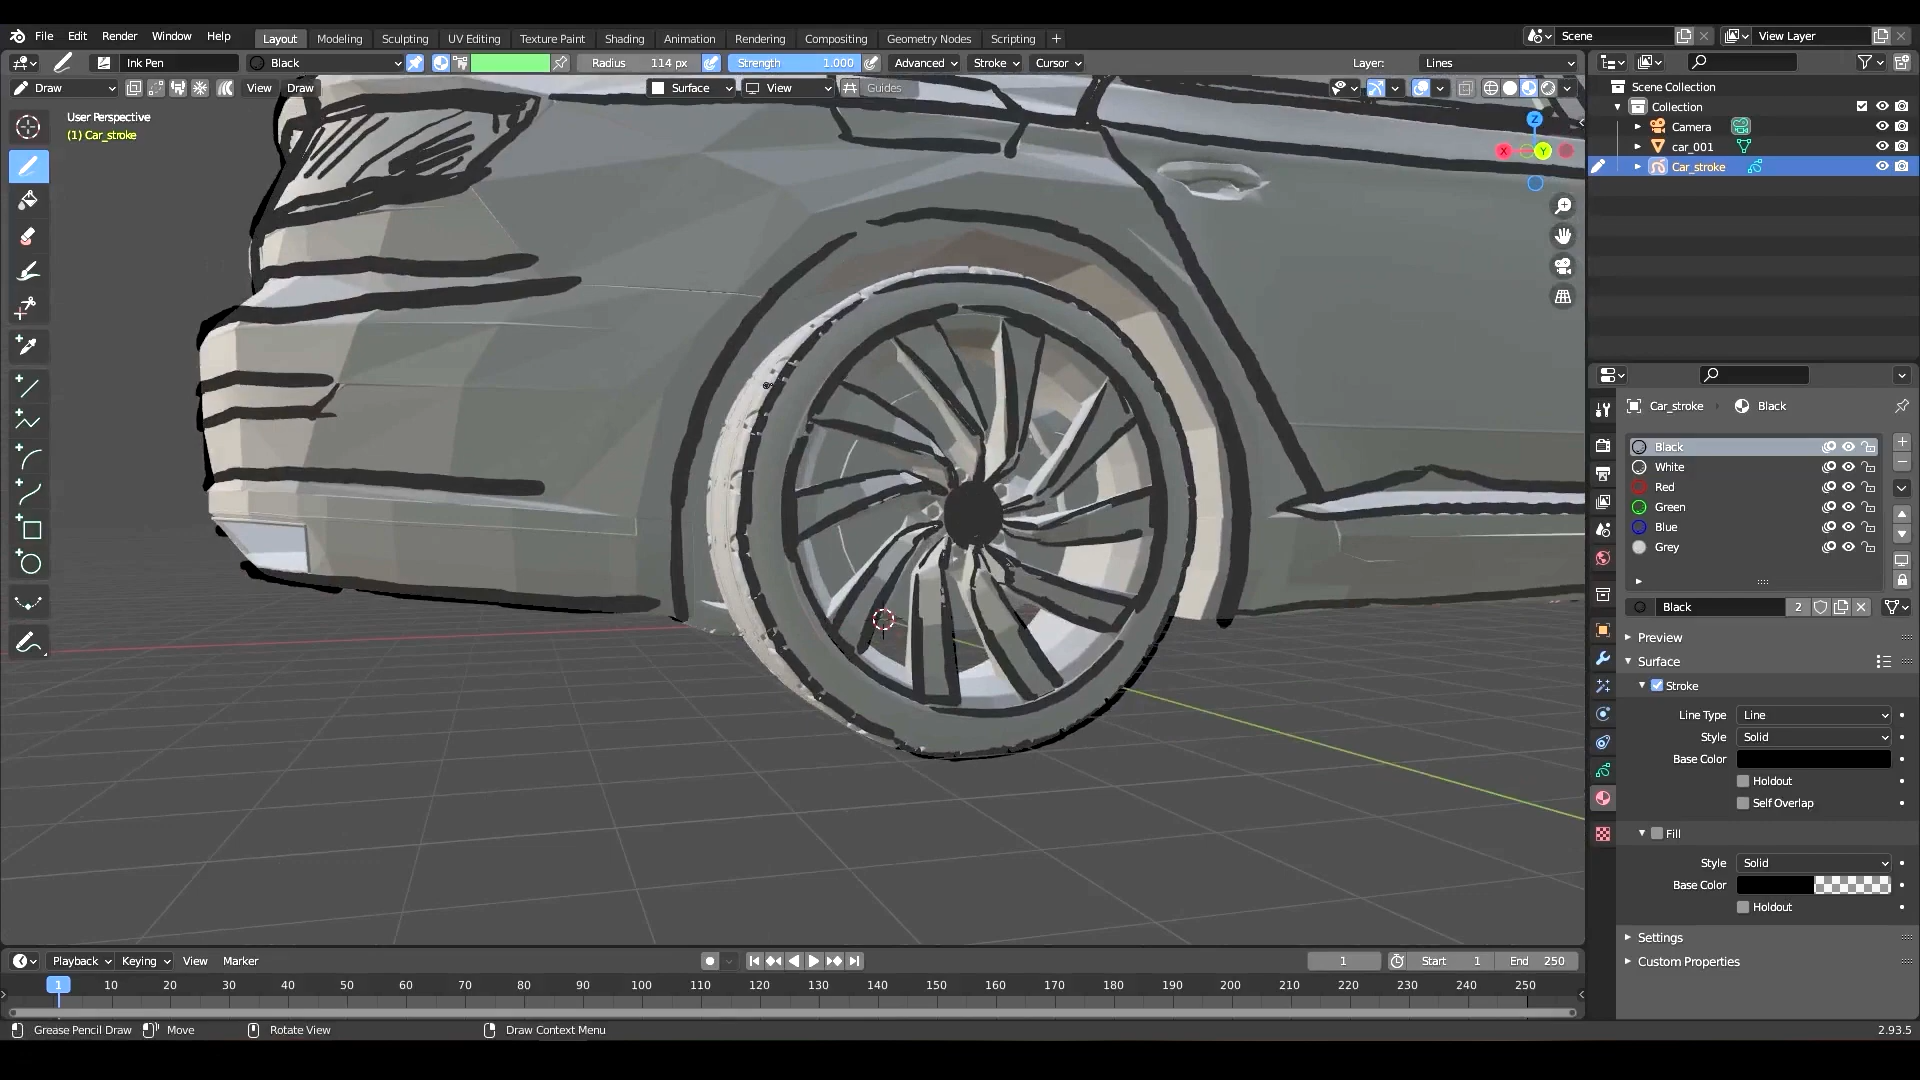 File Edit Render Window Help Layout Modeling Sculpting UV Editing Texture Paint Shading Animation Rendering Compositing Geometry Nodes Scripting + Scene View Layer
Ink Pen Black Radius 114 px Strength 1.000 Advanced Stroke Cursor Layer: Lines
Draw View Draw Surface View Guides
Scene Collection
Collection
Camera
car_001
Car_stroke
User Perspective
(1) Car_stroke
Z
X Y
Car_stroke Black
Black
White
Red
Green
Blue
Grey
Black 2
Preview
Surface
Stroke
Line Type Line
Style Solid
Base Color
Holdout
Self Overlap
Fill
Style Solid
Base Color
Holdout
Settings
Custom Properties
Playback Keying View Marker 1 Start 1 End 250
1 10 20 30 40 50 60 70 80 90 100 110 120 130 140 150 160 170 180 190 200 210 220 230 240 250
Grease Pencil Draw Move Rotate View Draw Context Menu 2.93.5